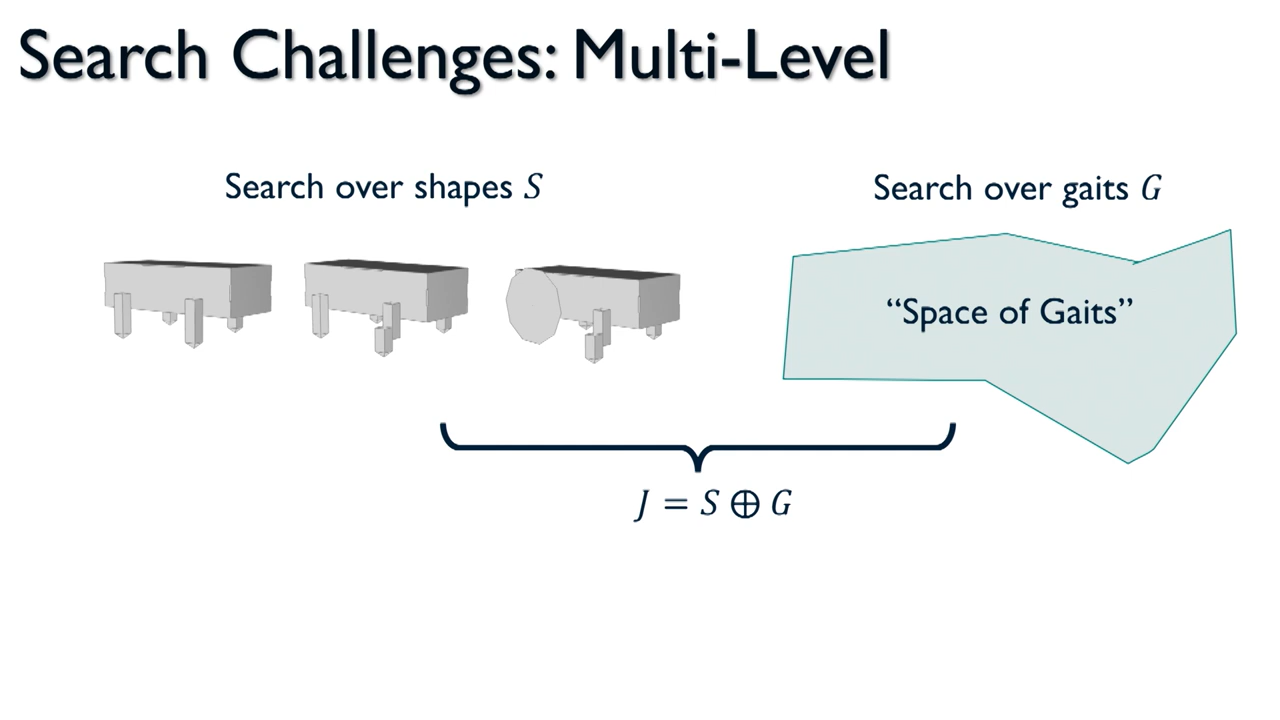 Search Challenges: Multi-Level
Search over shapes S
Search over gaits G
“Space of Gaits”
J = S ⊕ G